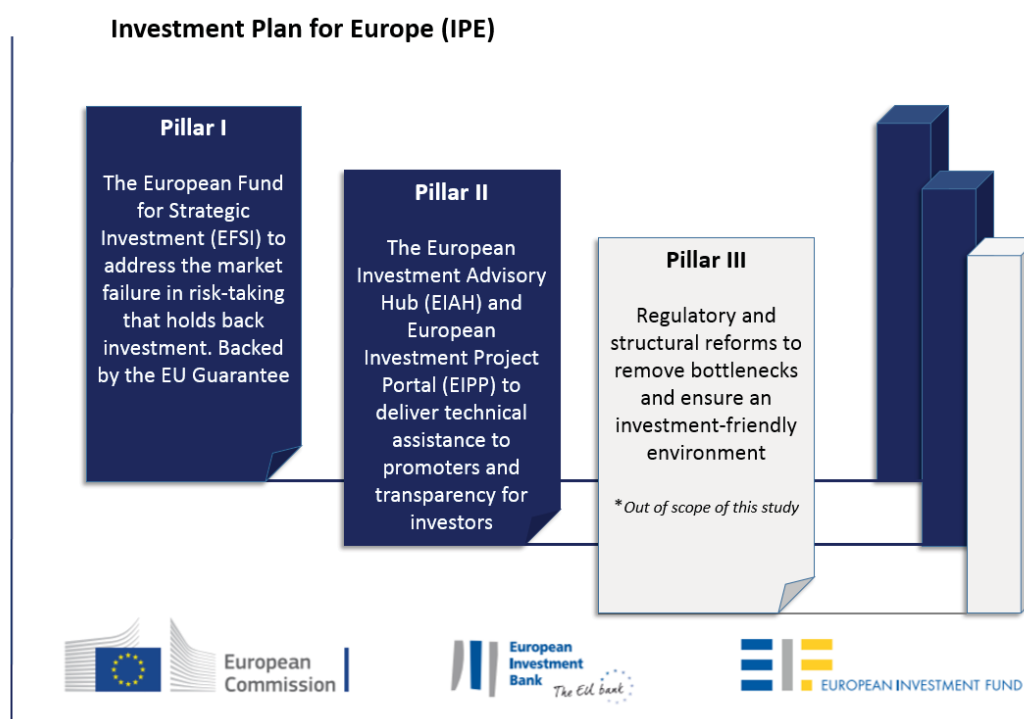 Investment Plan for Europe (IPE)
Pillar I
The European Fund
for Strategic
Investment (EFSI) to
address the market
failure in risk-taking
that holds back
investment. Backed
by the EU Guarantee
Pillar II
The European
Investment Advisory
Hub (EIAH) and
European
Investment Project
Portal (EIPP) to
deliver technical
assistance to
promoters and
transparency for
investors
Pillar III
Regulatory and
structural reforms to
remove bottlenecks
and ensure an
investment-friendly
environment
*Out of scope of this study
European
Commission
European
Investment
Bank
The EU bank
EIF
EUROPEAN INVESTMENT FUND